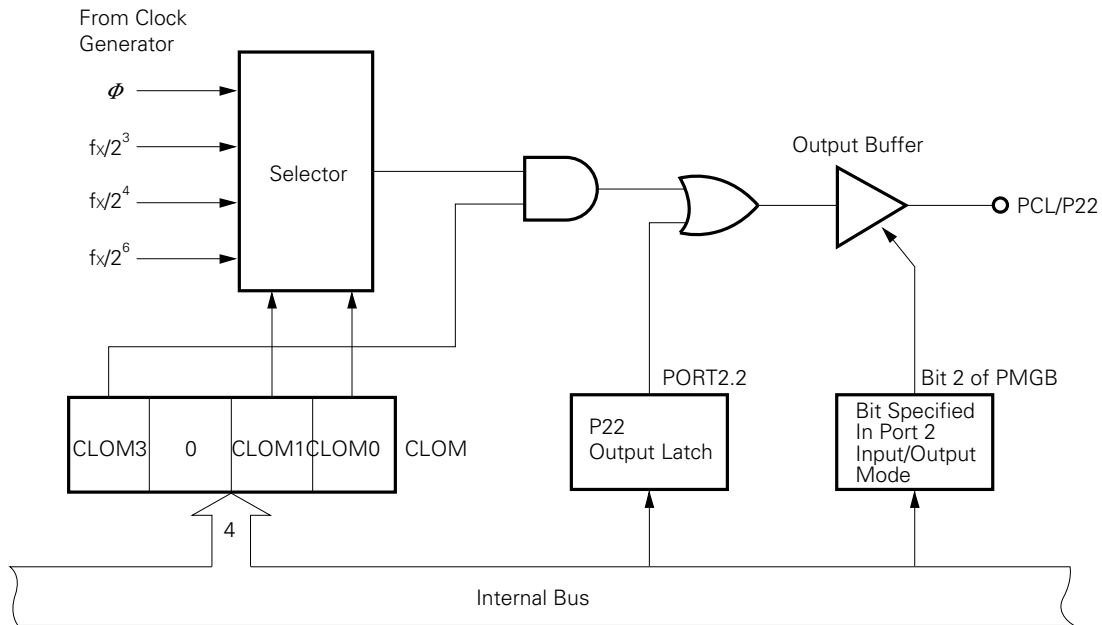 From Clock
Generator
Φ
fx/2³
fx/2⁴
fx/2⁶
Selector
Output Buffer
PCL/P22
PORT2.2
Bit 2 of PMGB
CLOM3 0 CLOM1 CLOM0 CLOM
P22
Output Latch
Bit Specified
In Port 2
Input/Output
Mode
4
Internal Bus